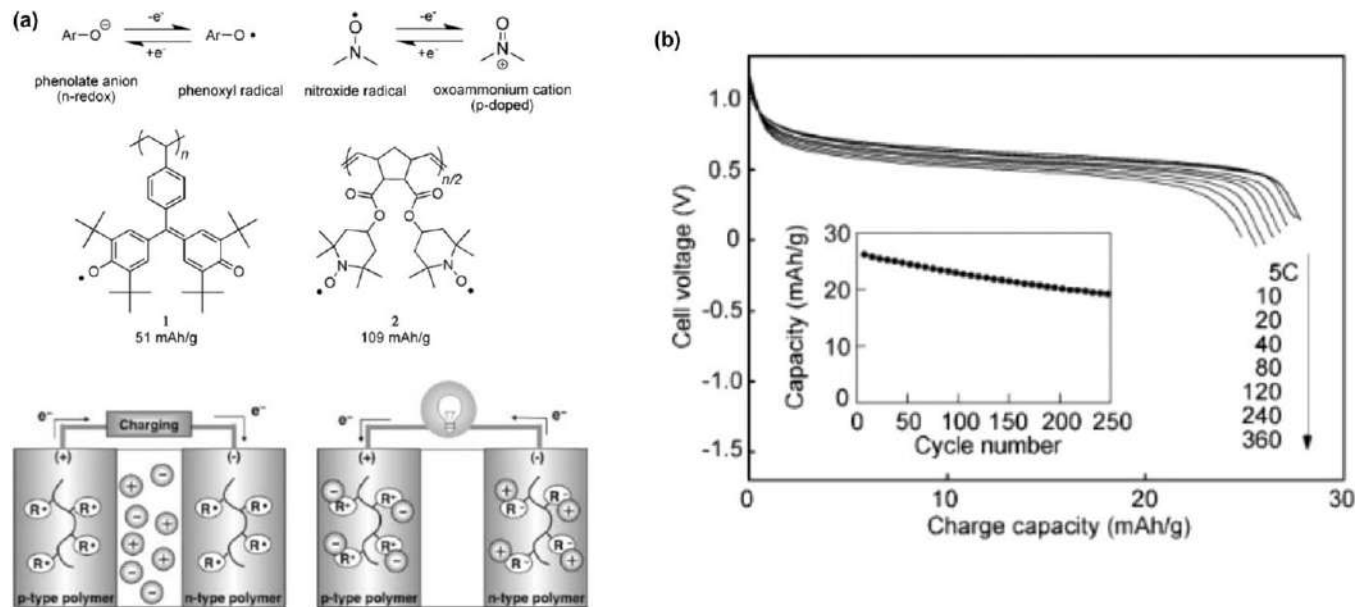 (a)
-e⁻
-e⁻
Ar-O⊖ Ar-O • O N O N ⊕
+e⁻
+e⁻
phenolate anion
(n-redox)
phenoxyl radical
nitroxide radical
oxoammonium cation
(p-doped)
n
n/2
O O
O O
N N
O O
O O
1
51 mAh/g
2
109 mAh/g
e⁻ Charging e⁻
(+) (-)
R• R• R• R•
R• R• R• R•
p-type polymer n-type polymer
e⁻ e⁻
(+) (-)
R⁺ R⁺ R⁻ R⁻
R⁺ R⁺ R⁻ R⁻
p-type polymer n-type polymer
(b)
Cell voltage (V)
1.0
0.5
0
-0.5
-1.0
-1.5
0 10 20 30
Charge capacity (mAh/g)
Capacity (mAh/g)
30
20
10
0
0 50 100 150 200 250
Cycle number
5C
10
20
40
80
120
240
360